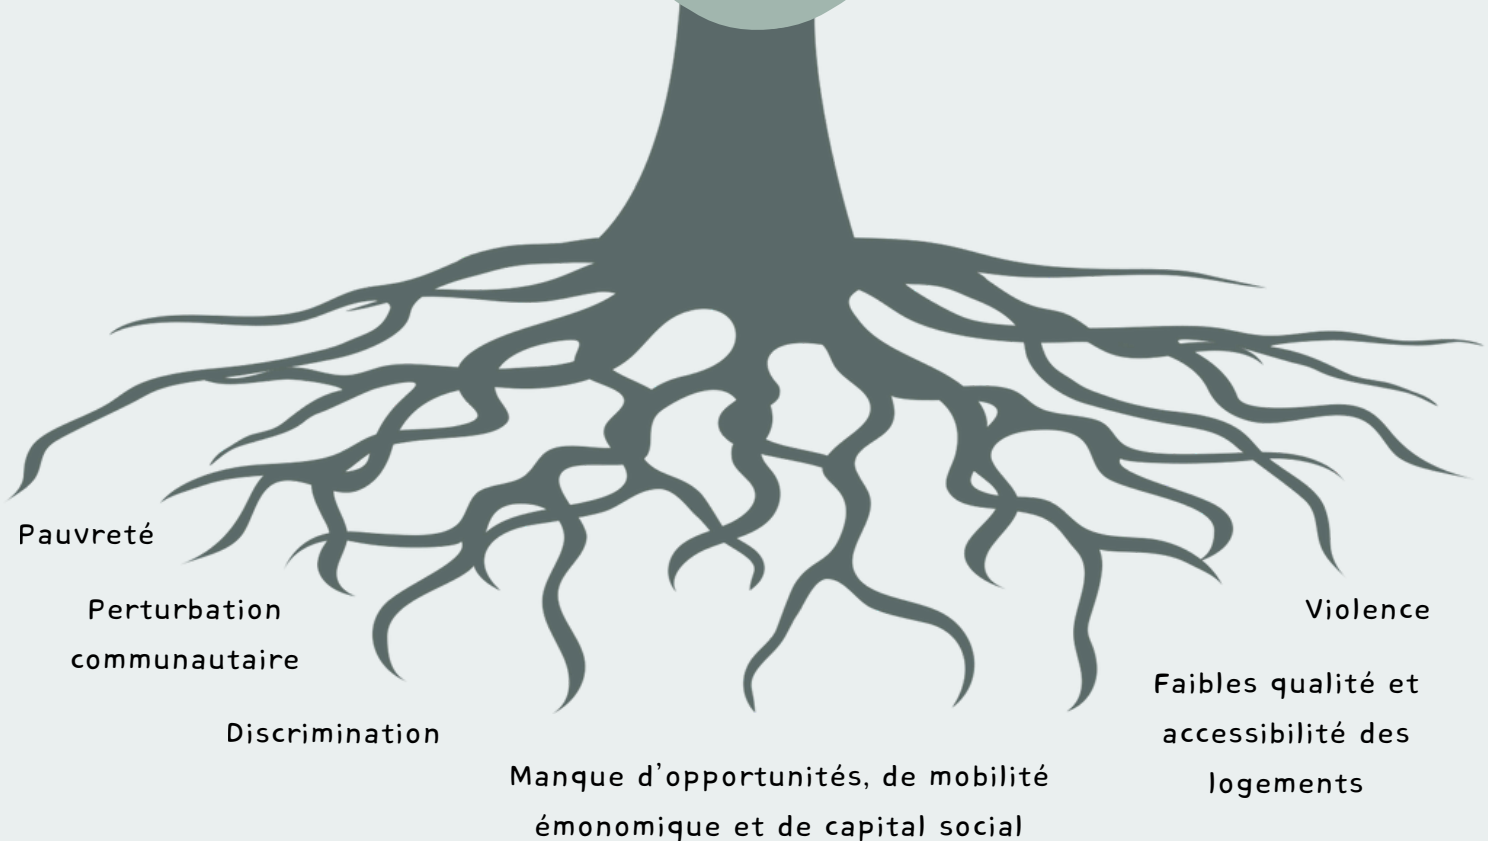 Pauvreté
Perturbation
communautaire
Discrimination
Manque d'opportunités, de mobilité
émonomique et de capital social
Violence
Faibles qualité et
accessibilité des
logements